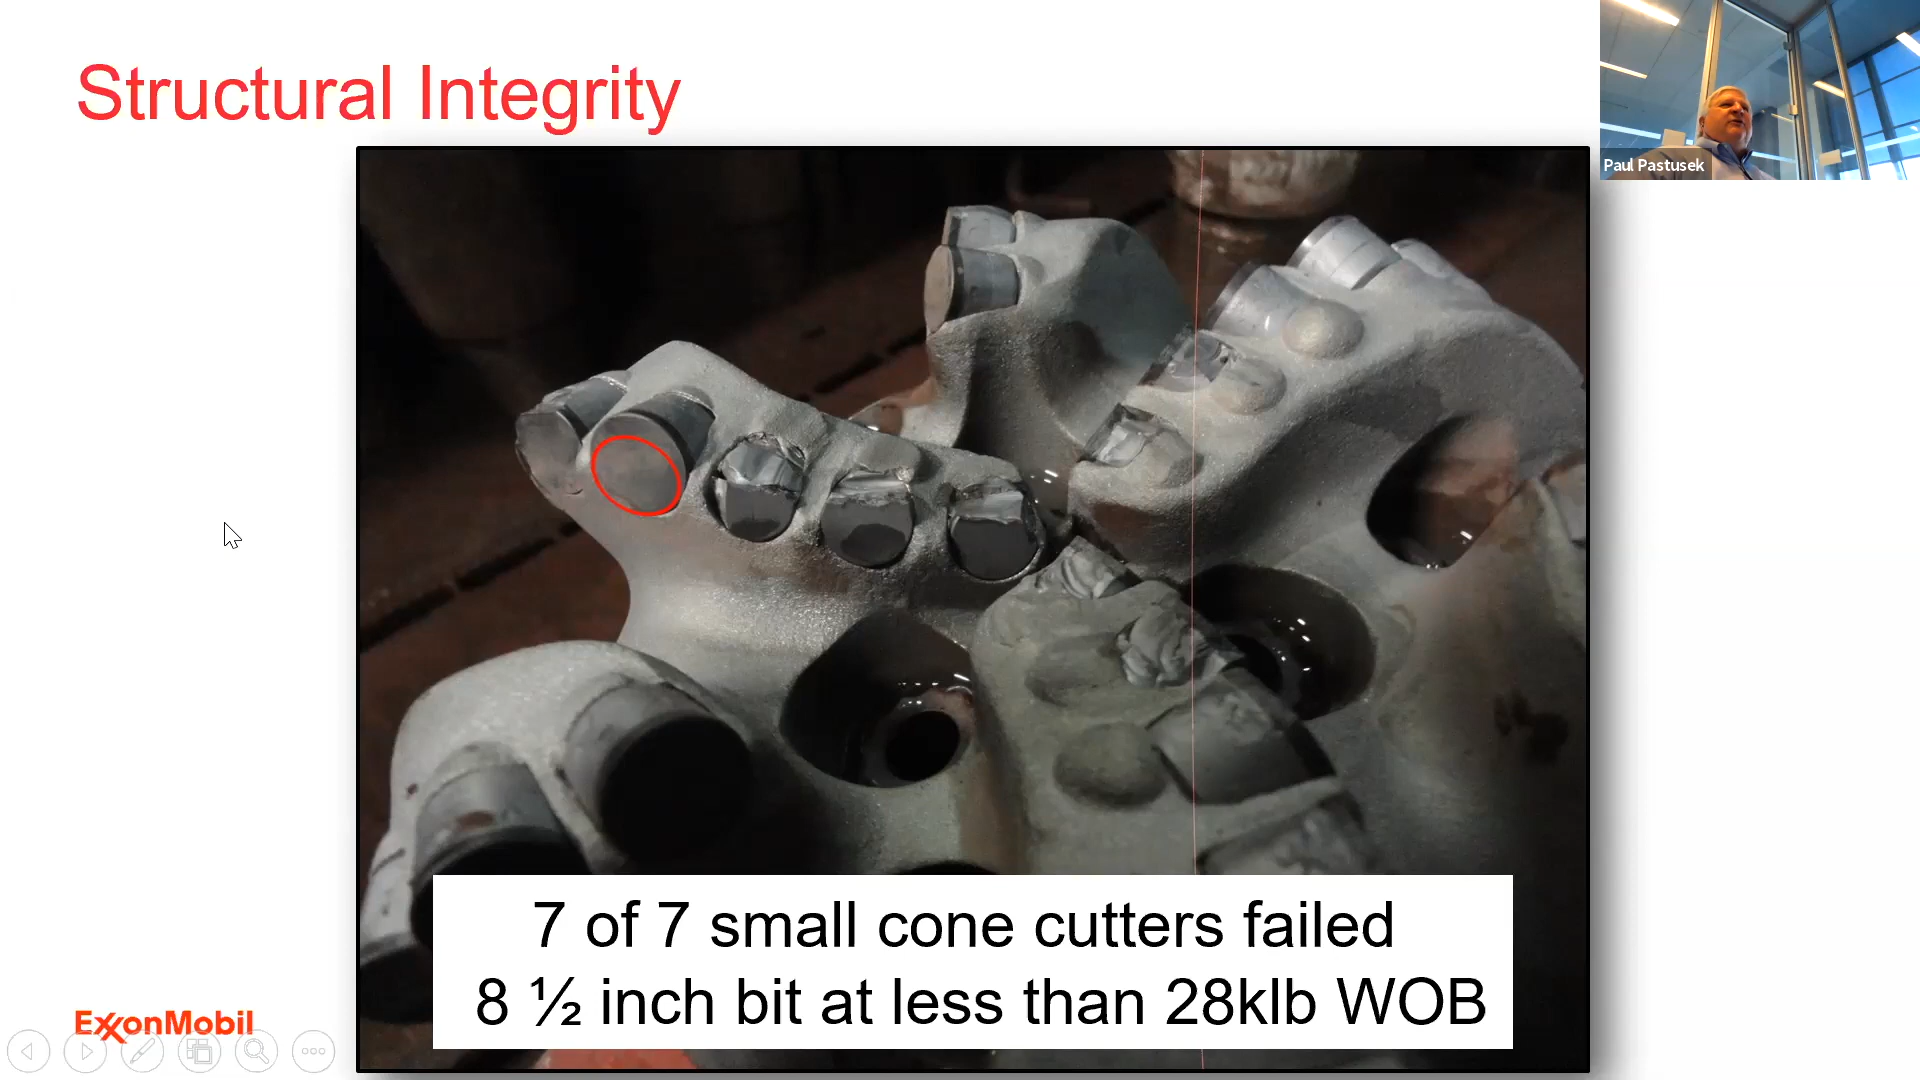 Structural Integrity
Paul Pastusek
7 of 7 small cone cutters failed
8 ½ inch bit at less than 28klb WOB
ExxonMobil